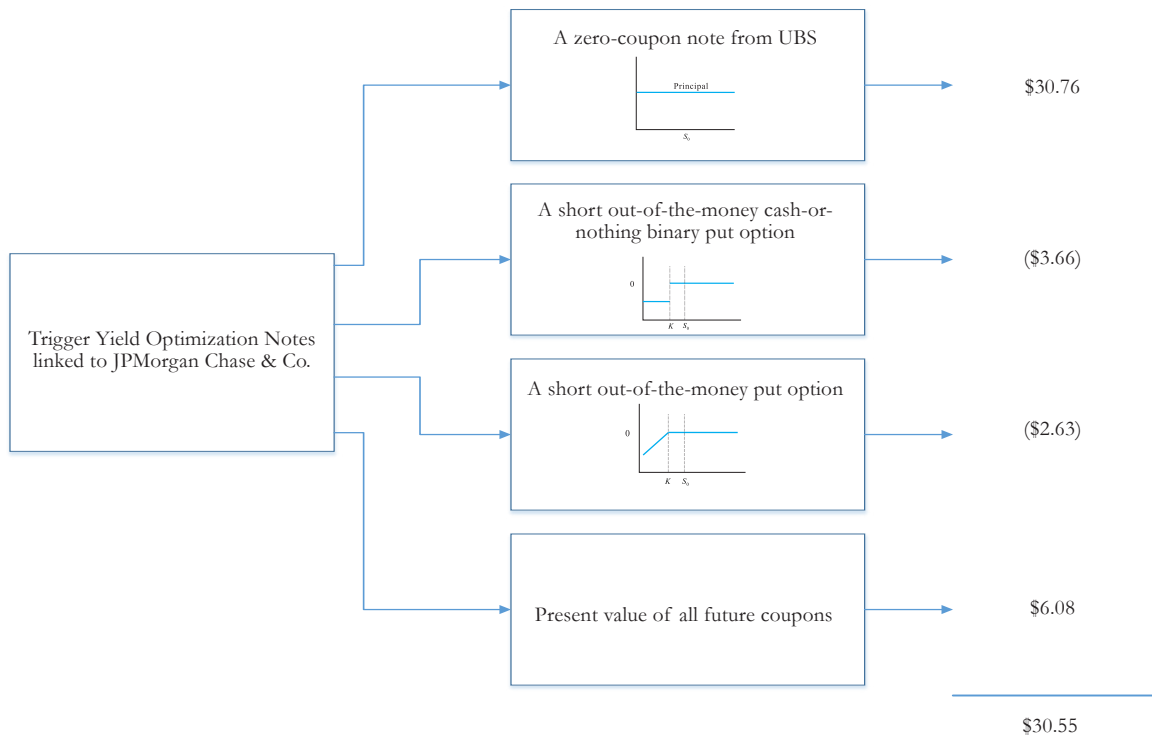 A zero-coupon note from UBS
Principal
S0
$30.76
A short out-of-the-money cash-or-
nothing binary put option
0
K S0
($3.66)
Trigger Yield Optimization Notes
linked to JPMorgan Chase & Co.
A short out-of-the-money put option
0
K S0
($2.63)
Present value of all future coupons
$6.08
$30.55